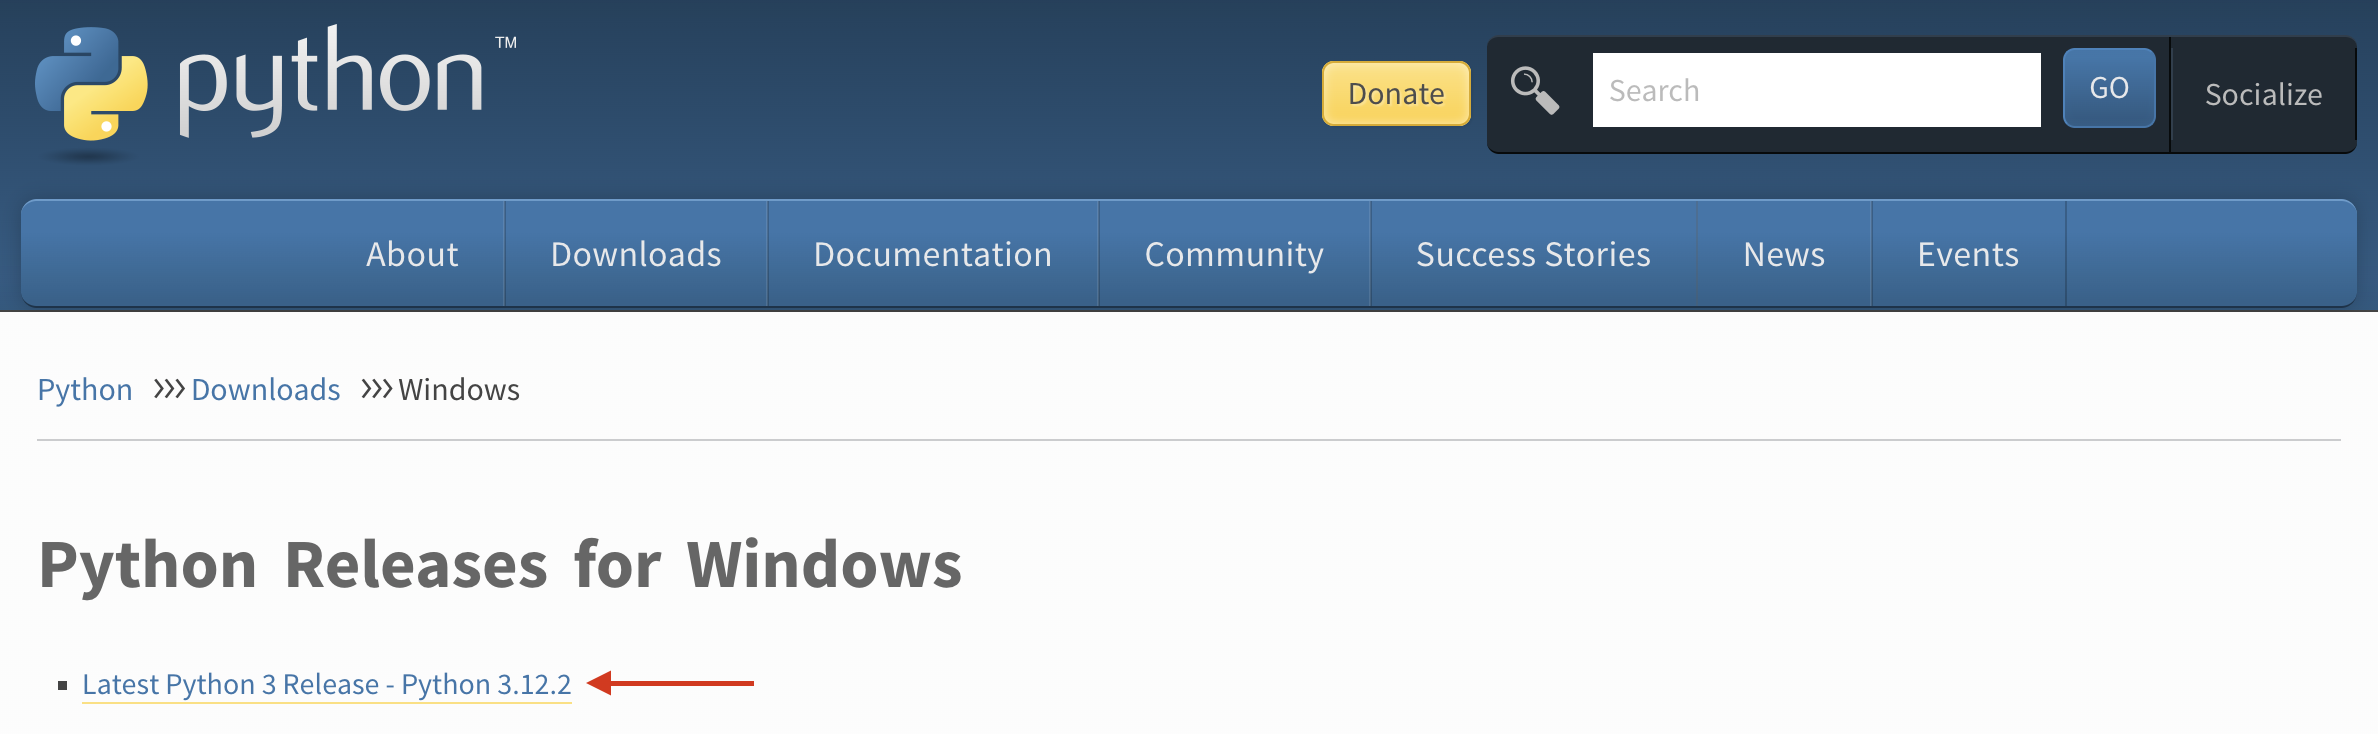 python™
Donate
Search
GO
Socialize
About Downloads Documentation Community Success Stories News Events
Python >>> Downloads >>> Windows
Python Releases for Windows
Latest Python 3 Release - Python 3.12.2